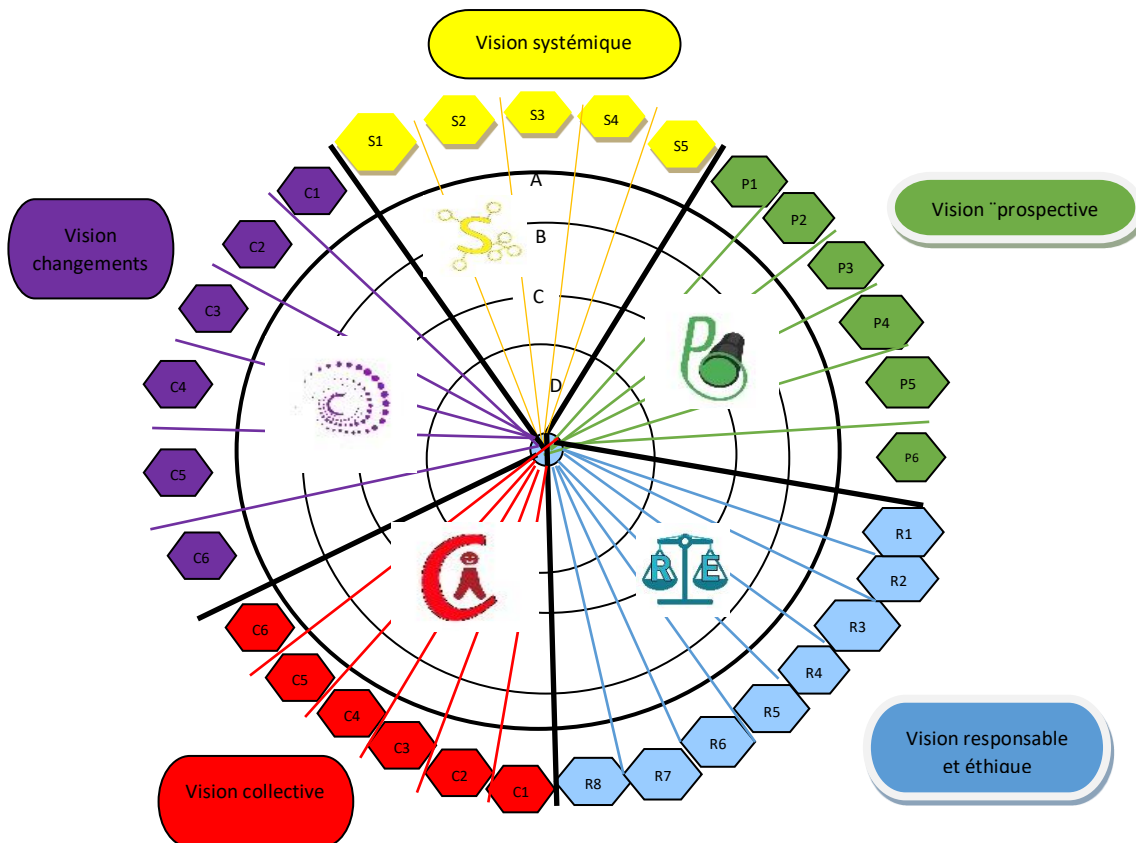 Vision systémique
S1
S2
S3
S4
S5
A
B
C
D
S
P1
P2
P3
P4
P5
P6
Vision ¨prospective
P
R1
R2
R3
R4
R5
R6
R7
R8
Vision responsable
et éthique
R E
C1
C2
C3
C4
C5
C6
Vision collective
C
C1
C2
C3
C4
C5
C6
Vision
changements
C